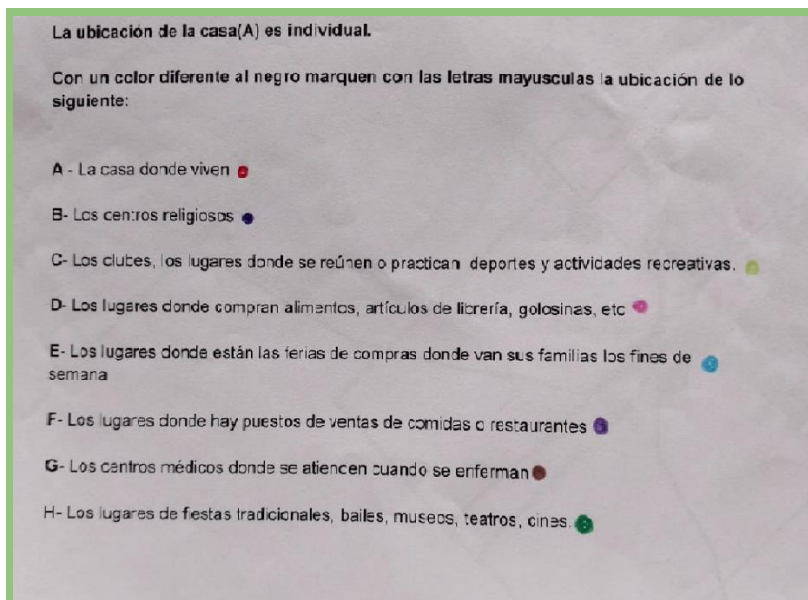 La ubicación de la casa(A) es individual.
Con un color diferente al negro marquen con las letras mayusculas la ubicación de lo
siguiente:
A - La casa donde viven
B- Los centros religiosos
C- Los clubes, los lugares donde se reúnen o practican deportes y actividades recreativas.
D- Los lugares donde compran alimentos, artículos de librería, golosinas, etc
E- Los lugares donde están las ferias de compras donde van sus familias los fines de
semana
F- Los lugares donde hay puestos de ventas de comidas o restaurantes
G- Los centros médicos donde se atienden cuando se enferman
H- Los lugares de fiestas tradicionales, bailes, museos, teatros, cines.